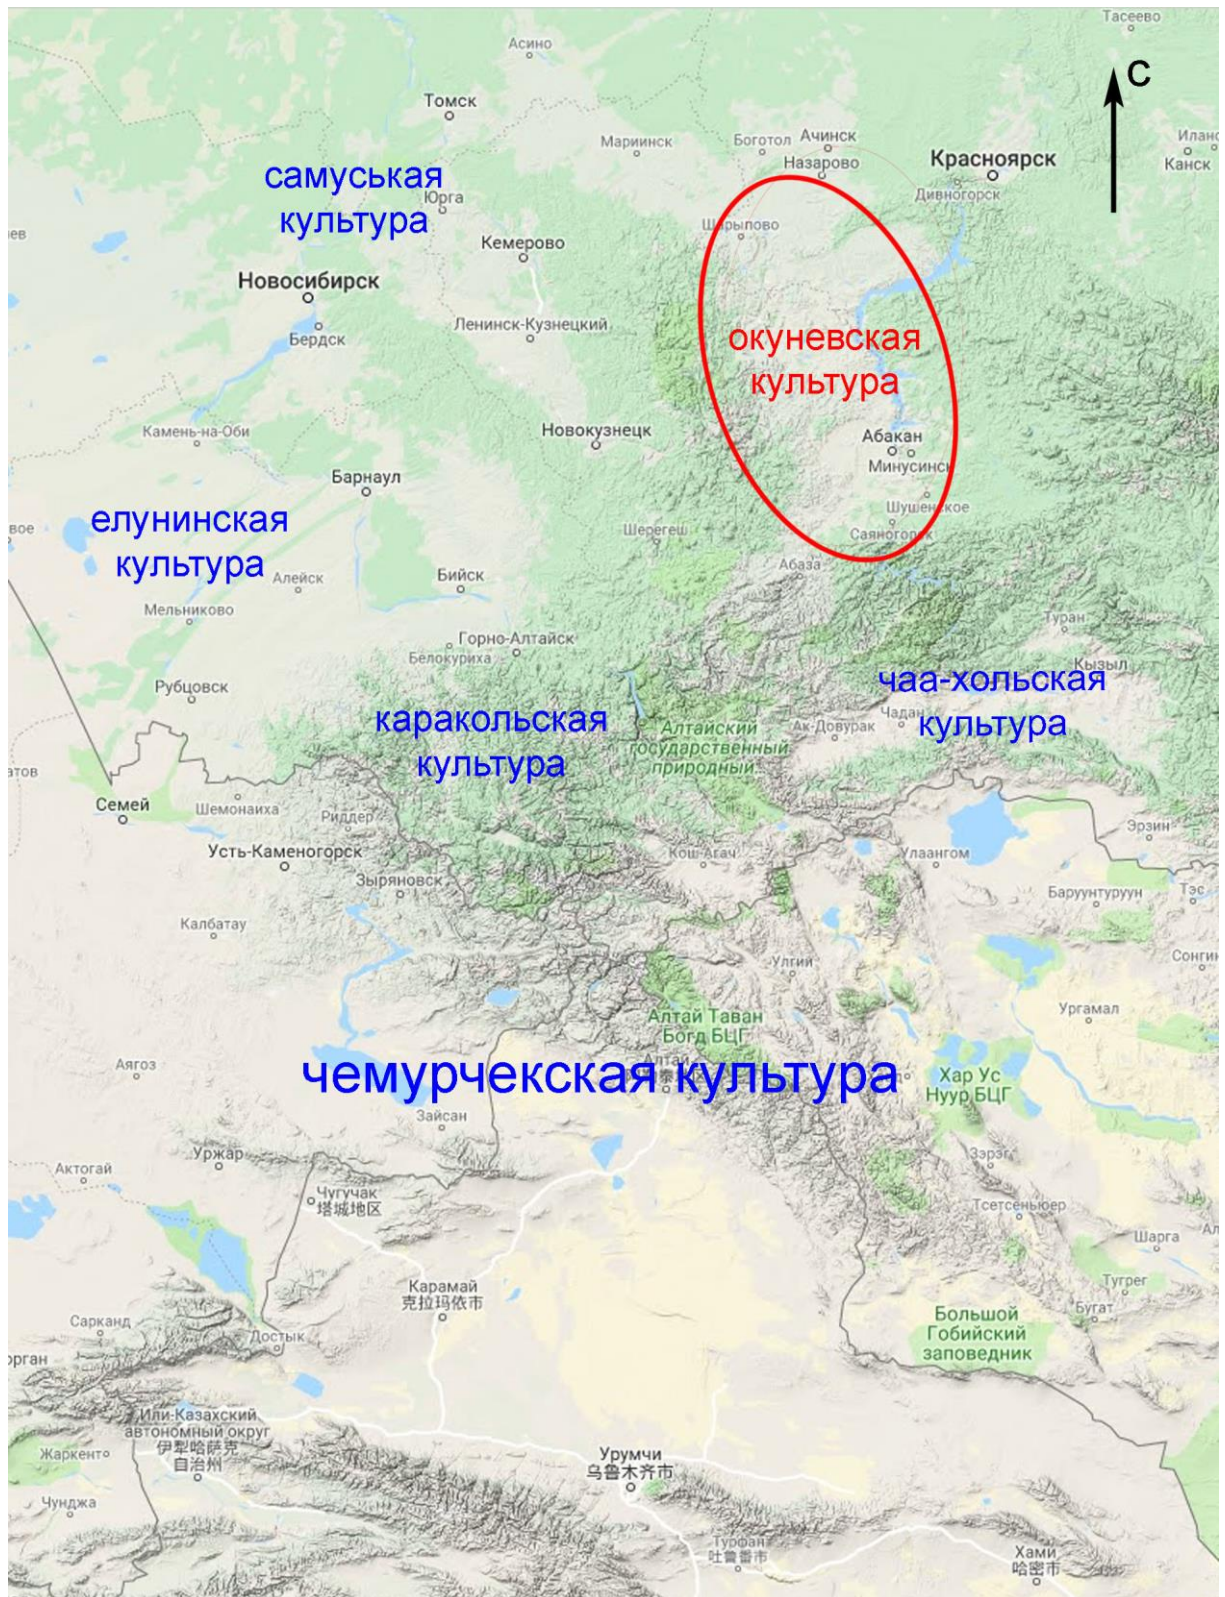 Тасеево
С
Асино
Томск
Мариинск
Боготол
Ачинск
Назарово
Красноярск
Канск
Дивногорск
самуськая
культура
Юрга
Шарыпово
Кемерово
Новосибирск
Бердск
Ленинск-Кузнецкий
окуневская
культура
Камень-на-Оби
Новокузнецк
Абакан
Минусинск
Барнаул
Шушенское
Саяногорск
елунинская
культура
Шерегеш
Абаза
Алейск
Бийск
Мельниково
Туран
Горно-Алтайск
Белокуриха
Кызыл
Рубцовск
чаа-хольская
культура
каракольская
культура
Ак-Довурак
Чадан
Алтайский
государственный
природный...
Семей
Шемонаиха
Риддер
Усть-Каменогорск
Кош-Агач
Улаангом
Эрзин
Зыряновск
Баруунтуруун
Тэс
Калбатау
Улгий
Сонгин
Ургамал
Алтай Таван
Богд БЦГ
Аягоз
чемурчекская культура
Алтай
Хар Ус
Нуур БЦГ
Зайсан
Уржар
Актогай
Зэрэг
Чугучак
塔城地区
Тсетсеньюер
Шарга
Карамай
克拉玛依市
Тугрег
Бугат
Сарканд
Достык
Большой
Гобийский
заповедник
Или-Казахский
автономный округ
伊犁哈萨克
自治州
Жаркент
Урумчи
乌鲁木齐市
Чунджа
Турфан
吐鲁番市
Хами
哈密市